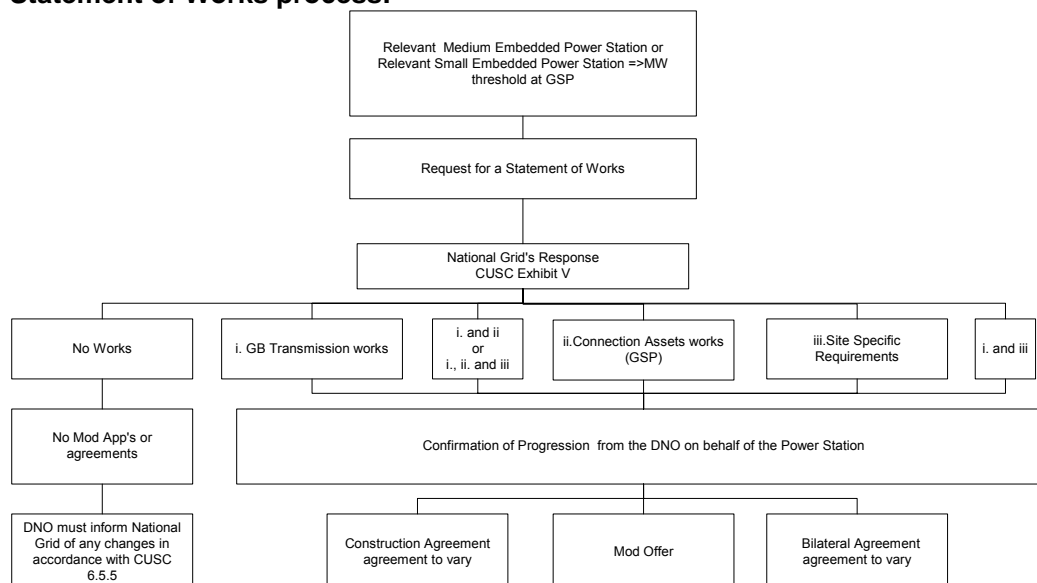 Statement of Works process:
Relevant Medium Embedded Power Station or
Relevant Small Embedded Power Station =>MW
threshold at GSP
Request for a Statement of Works
National Grid's Response
CUSC Exhibit V
No Works
i. GB Transmission works
i. and ii
or
i., ii. and iii
ii.Connection Assets works
(GSP)
iii.Site Specific
Requirements
i. and iii
No Mod App's or
agreements
Confirmation of Progression from the DNO on behalf of the Power Station
DNO must inform National
Grid of any changes in
accordance with CUSC
6.5.5
Construction Agreement
agreement to vary
Mod Offer
Bilateral Agreement
agreement to vary